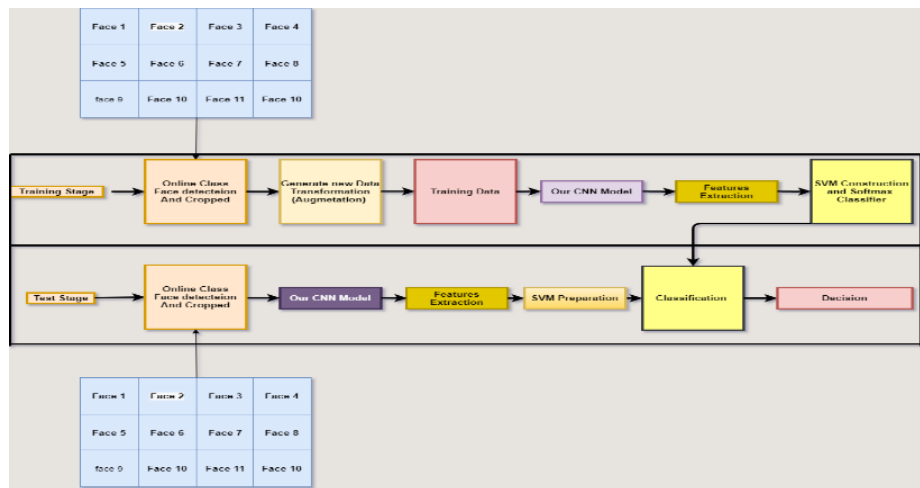 Face 1 Face 2 Face 3 Face 4
Face 5 Face 6 Face 7 Face 8
face 9 Face 10 Face 11 Face 10
Training Stage
Online Class
Face detecteion
And Cropped
Generate new Data
Transformation
(Augmetation)
Training Data
Our CNN Model
Features
Extraction
SVM Construction
and Softmax
Classifier
Test Stage
Online Class
Face detecteion
And Cropped
Our CNN Model
Features
Extraction
SVM Preparation
Classification
Decision
Face 1 Face 2 Face 3 Face 4
Face 5 Face 6 Face 7 Face 8
face 9 Face 10 Face 11 Face 10